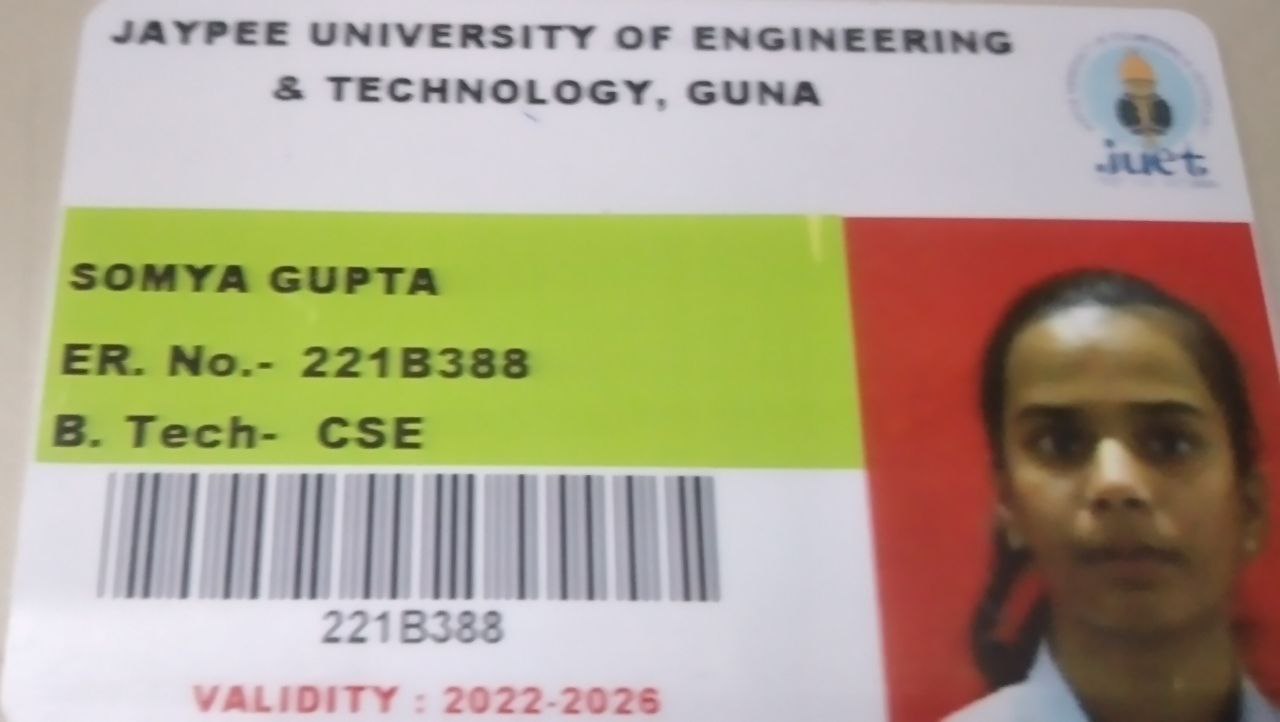 JAYPEE UNIVERSITY OF ENGINEERING
& TECHNOLOGY, GUNA
juet
SOMYA GUPTA
ER. No.- 221B388
B. Tech- CSE
221B388
VALIDITY : 2022-2026